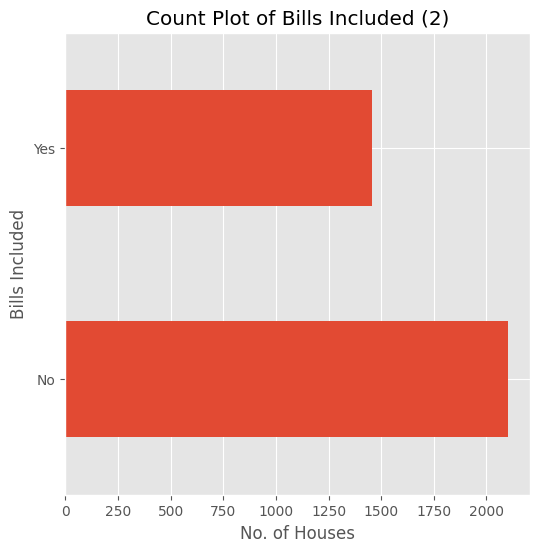 Count Plot of Bills Included (2)
Yes
No
Bills Included
0 250 500 750 1000 1250 1500 1750 2000
No. of Houses